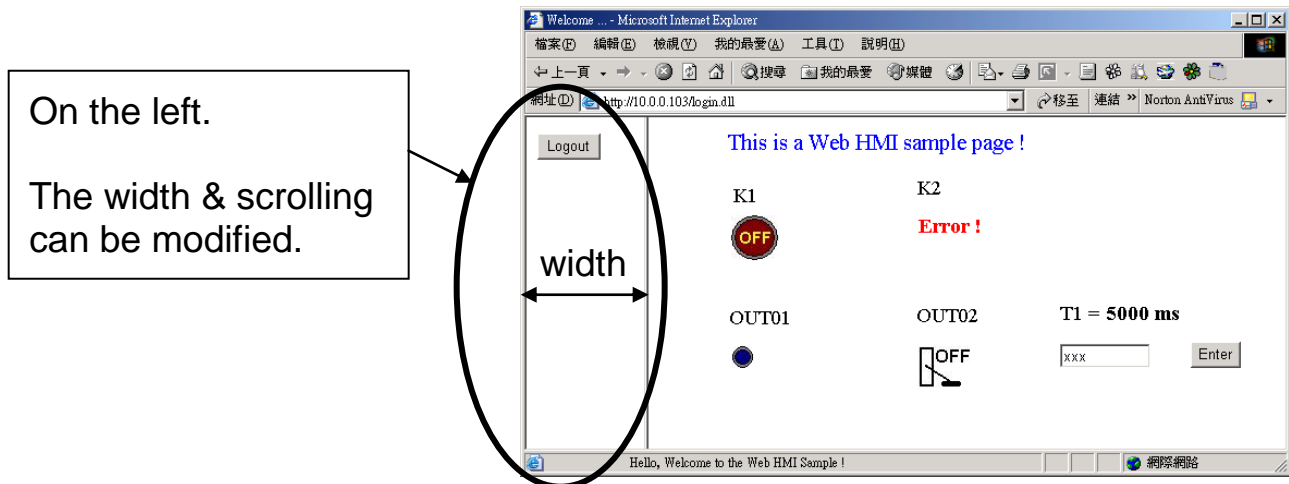 Welcome ... - Microsoft Internet Explorer
檔案(F) 編輯(E) 檢視(V) 我的最愛(A) 工具(T) 說明(H)
上一頁 搜尋 我的最愛 媒體
網址(D) http://10.0.0.103/login.dll 移至 連結 » Norton AntiVirus
On the left.
The width & scrolling
can be modified.
Logout
This is a Web HMI sample page !
K1 K2
OFF Error !
width
OUT01 OUT02 T1 = 5000 ms
OFF xxx Enter
Hello, Welcome to the Web HMI Sample ! 網際網路